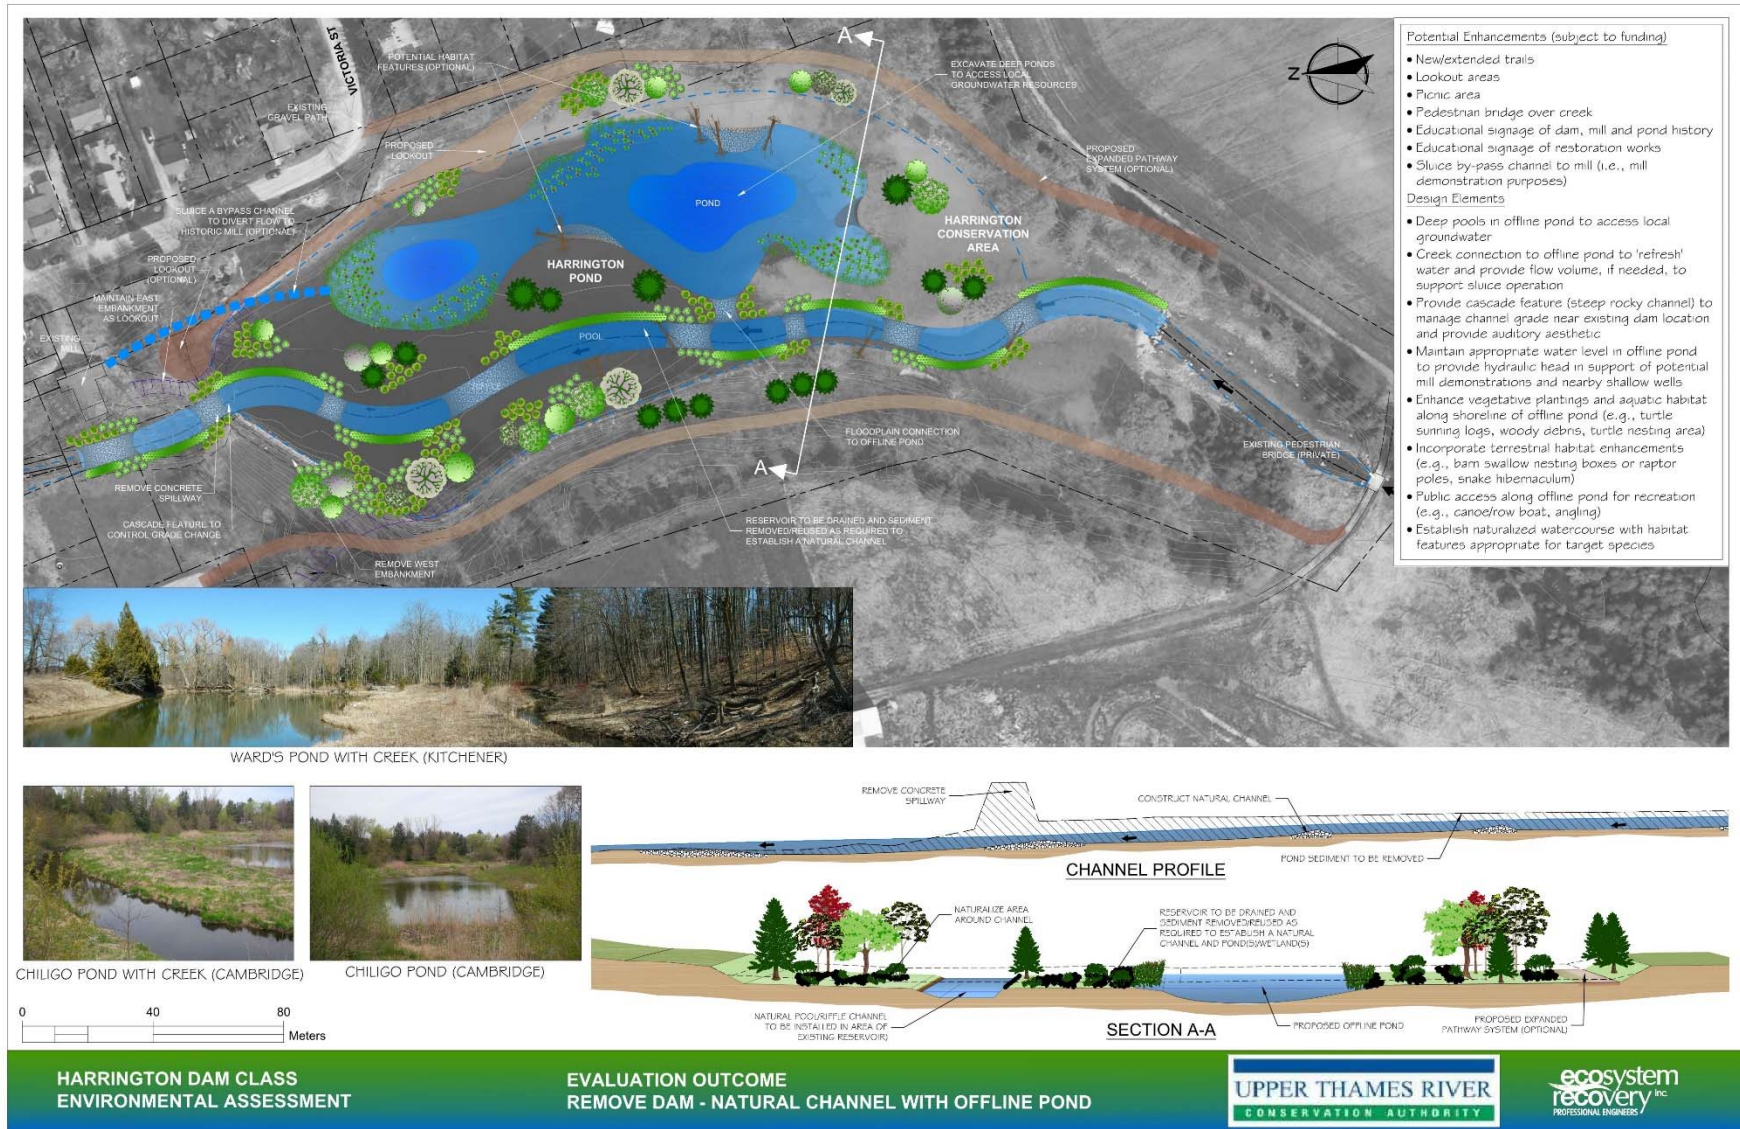 VICTORIA ST
POTENTIAL HABITAT
FEATURES (OPTIONAL)
EXISTING
GRAVEL PATH
PROPOSED
LOOKOUT
A
EXCAVATE DEEP PONDS
TO ACCESS LOCAL
GROUNDWATER RESOURCES
Z
PROPOSED
EXPANDED PATHWAY
SYSTEM (OPTIONAL)
SLUICE A BYPASS CHANNEL
TO DIVERT FLOW TO
HISTORIC MILL (OPTIONAL)
POND
HARRINGTON
CONSERVATION
AREA
PROPOSED
LOOKOUT
(OPTIONAL)
HARRINGTON
POND
MAINTAIN EAST
EMBANKMENT
AS LOOKOUT
EXISTING
MILL
POOL
FLOODPLAIN CONNECTION
TO OFFLINE POND
A
EXISTING PEDESTRIAN
BRIDGE (PRIVATE)
REMOVE CONCRETE
SPILLWAY
CASCADE FEATURE TO
CONTROL GRADE CHANGE
REMOVE WEST
EMBANKMENT
RESERVOIR TO BE DRAINED AND SEDIMENT
REMOVED/REUSED AS REQUIRED TO
ESTABLISH A NATURAL CHANNEL
Potential Enhancements (subject to funding)
• New/extended trails
• Lookout areas
• Picnic area
• Pedestrian bridge over creek
• Educational signage of dam, mill and pond history
• Educational signage of restoration works
• Sluice by-pass channel to mill (i.e., mill
demonstration purposes)
Design Elements
• Deep pools in offline pond to access local
groundwater
• Creek connection to offline pond to 'refresh'
water and provide flow volume, if needed, to
support sluice operation
• Provide cascade feature (steep rocky channel) to
manage channel grade near existing dam location
and provide auditory aesthetic
• Maintain appropriate water level in offline pond
to provide hydraulic head in support of potential
mill demonstrations and nearby shallow wells
• Enhance vegetative plantings and aquatic habitat
along shoreline of offline pond (e.g., turtle
sunning logs, woody debris, turtle nesting area)
• Incorporate terrestrial habitat enhancements
(e.g., barn swallow nesting boxes or raptor
poles, snake hibernaculum)
• Public access along offline pond for recreation
(e.g., canoe/row boat, angling)
• Establish naturalized watercourse with habitat
features appropriate for target species
WARD'S POND WITH CREEK (KITCHENER)
CHILIGO POND WITH CREEK (CAMBRIDGE)
CHILIGO POND (CAMBRIDGE)
0 40 80
Meters
REMOVE CONCRETE
SPILLWAY
CONSTRUCT NATURAL CHANNEL
POND SEDIMENT TO BE REMOVED
CHANNEL PROFILE
NATURALIZE AREA
AROUND CHANNEL
RESERVOIR TO BE DRAINED AND
SEDIMENT REMOVED/REUSED AS
REQUIRED TO ESTABLISH A NATURAL
CHANNEL AND POND(S)/WETLAND(S)
NATURAL POOL/RIFFLE CHANNEL
TO BE INSTALLED IN AREA OF
EXISTING RESERVOIR)
SECTION A-A
PROPOSED OFFLINE POND
PROPOSED EXPANDED
PATHWAY SYSTEM (OPTIONAL)
HARRINGTON DAM CLASS
ENVIRONMENTAL ASSESSMENT
EVALUATION OUTCOME
REMOVE DAM - NATURAL CHANNEL WITH OFFLINE POND
UPPER THAMES RIVER
CONSERVATION AUTHORITY
ecosystem
recovery inc.
PROFESSIONAL ENGINEERS